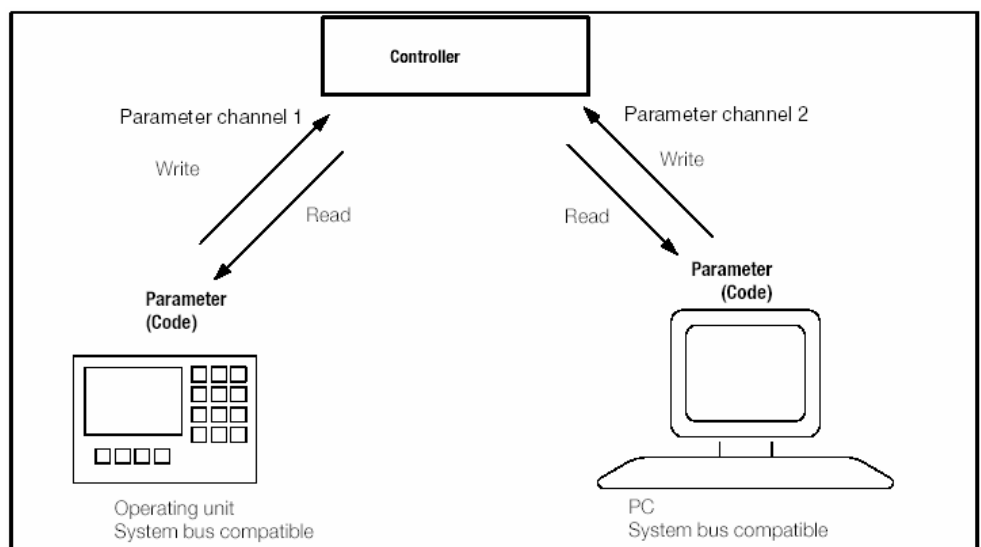 Controller
Parameter channel 1
Parameter channel 2
Write
Write
Read
Read
Parameter
(Code)
Parameter
(Code)
Operating unit
System bus compatible
PC
System bus compatible